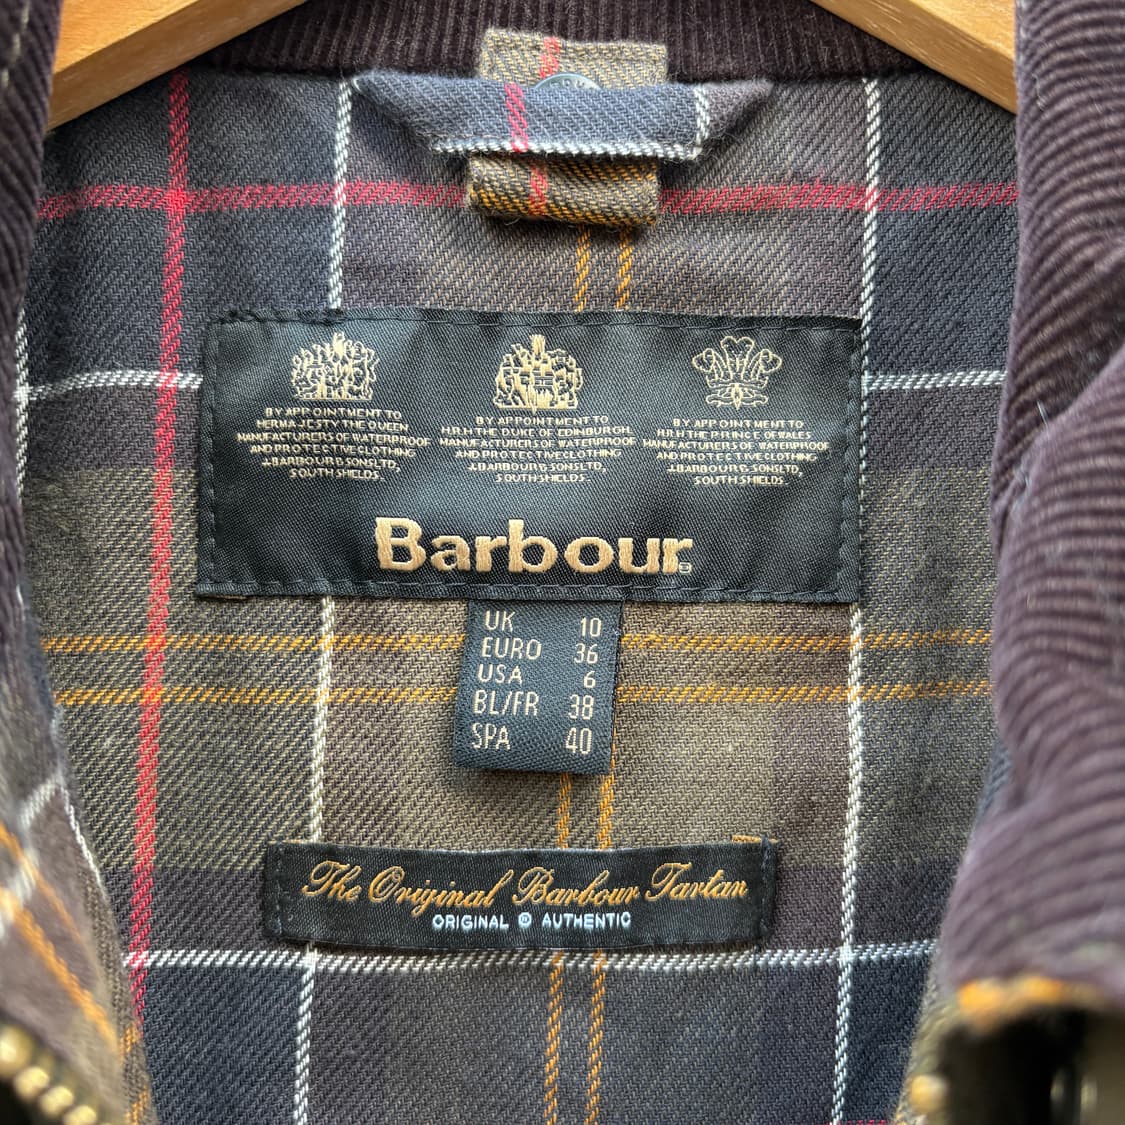 BY APPOINTMENT TO
HER MAJESTY THE QUEEN
MANUFACTURERS OF WATERPROOF
AND PROTECTIVE CLOTHING
J.BARBOUR & SONS LTD,
SOUTH SHIELDS.
BY APPOINTMENT TO
H.R.H THE DUKE OF EDINBURGH
MANUFACTURERS OF WATERPROOF
AND PROTECTIVE CLOTHING
J.BARBOUR & SONS LTD,
SOUTH SHIELDS.
BY APPOINTMENT TO
H.R.H THE PRINCE OF WALES
MANUFACTURERS OF WATERPROOF
AND PROTECTIVE CLOTHING
J.BARBOUR & SONS LTD,
SOUTH SHIELDS.
Barbour®
UK 10
EURO 36
USA 6
BL/FR 38
SPA 40
The Original Barbour Tartan
ORIGINAL ® AUTHENTIC